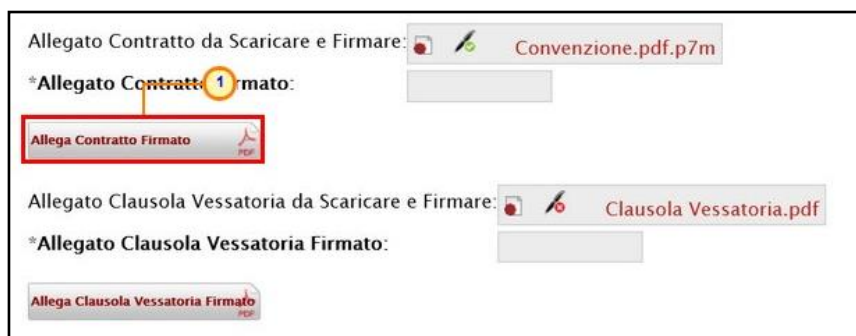 Allegato Contratto da Scaricare e Firmare: Convenzione.pdf.p7m
*Allegato Contratto 1 rmato:
Allega Contratto Firmato PDF
Allegato Clausola Vessatoria da Scaricare e Firmare: Clausola Vessatoria.pdf
*Allegato Clausola Vessatoria Firmato:
Allega Clausola Vessatoria Firmato PDF